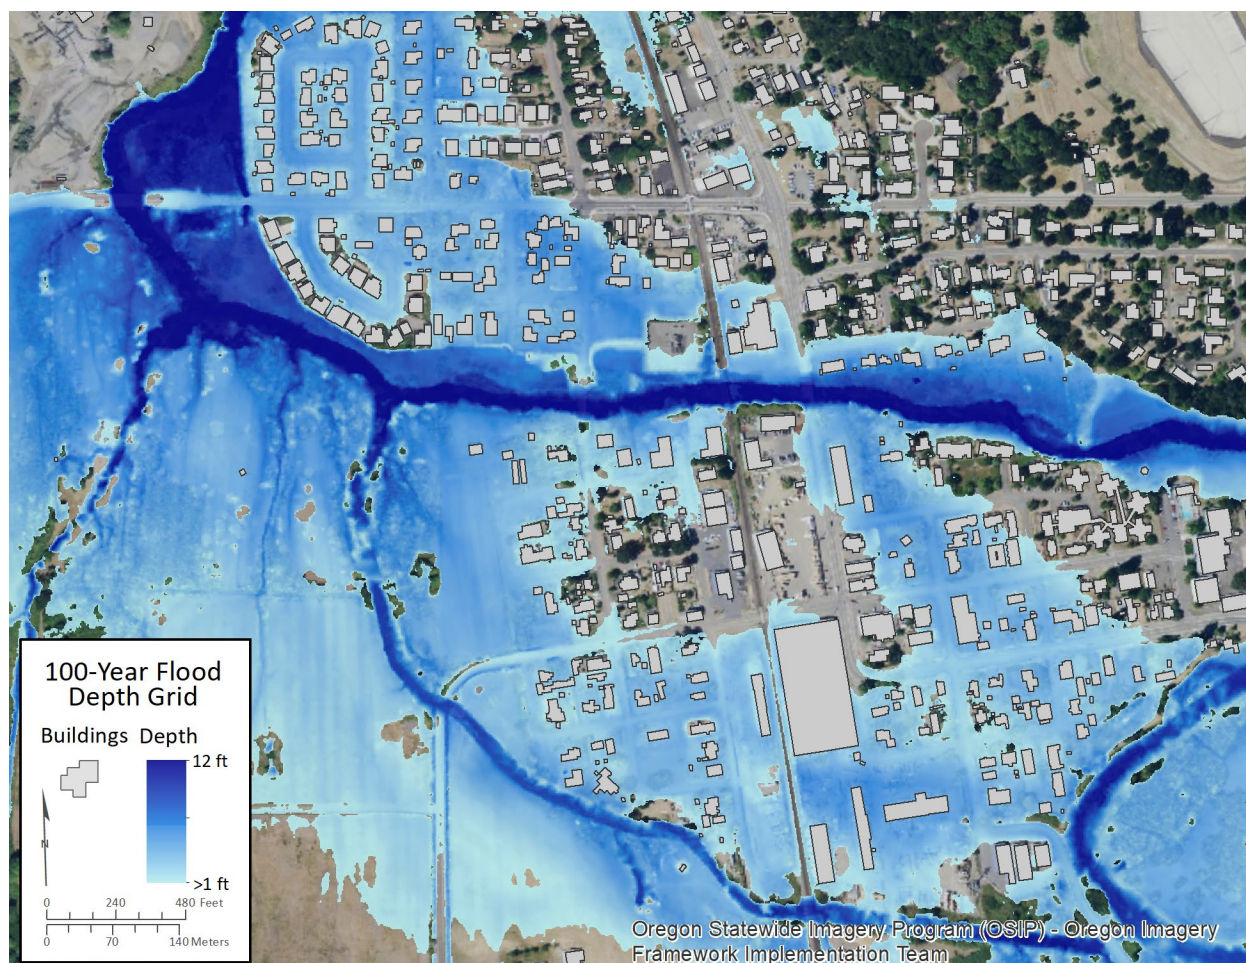 100-Year Flood
Depth Grid
Buildings Depth
12 ft
>1 ft
N
0 240 480 Feet
0 70 140 Meters
Oregon Statewide Imagery Program (OSIP) - Oregon Imagery
Framework Implementation Team